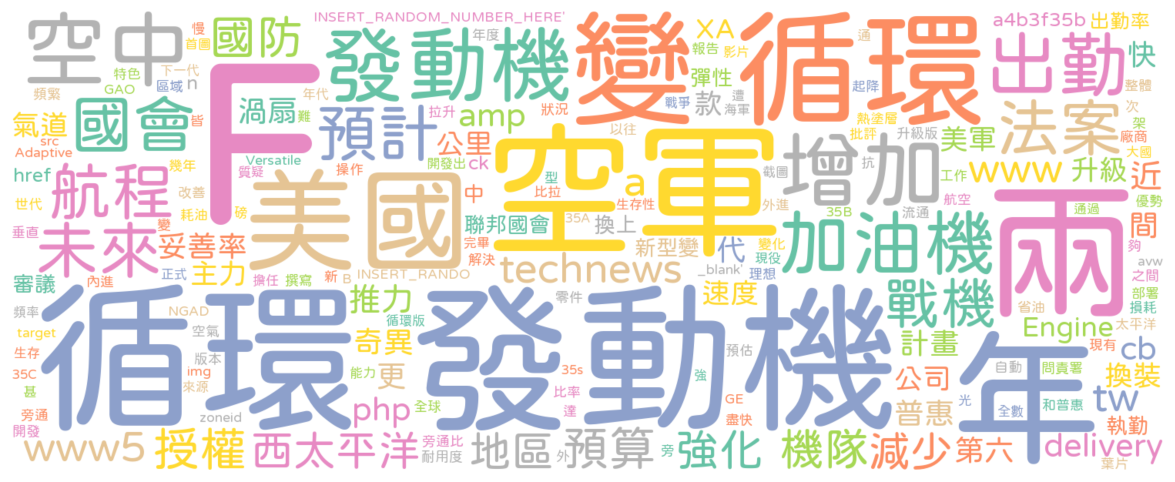 INSERT_RANDOM_NUMBER_HERE'
空中
慢
首圖
國防
發動機
年度
變循環
XA
報告
影片
通
a4b3f35b
出勤率
出勤
快
特色
下一代
GAO
區域
n
頻繁
F
年代
彈性
戰爭
遭
海軍
款
起降
整體
次
架
廠商
大國
國會
渦扇
難
拉升
狀況
amp
熱塗層
批評
升級版
法案
氣道
皆
src
Adaptive
預計
公里
以往
空軍
增加
美軍
Versatile
開發出
ck
href
幾年
質疑
操作
型
比拉
截圖
抗
工作
www
升級
近
航程
改善
美國
中
a
生存性
外進
航空
優勢
兩
世代
耗油
磅
35A
35B
流通
通過
間
垂直
未來
變
妥善率
聯邦國會
換上
完畢
解決
新型變
代
變化
現役
加油機
夠
avw
之間
審議
內進
正式
主力
擔任
撰寫
新
B
INSERT_RANDO
technews
_blank'
理想
部署
損耗
頻率
NGAD
推力
零件
速度
戰機
省油
太平洋
target
空氣
循環版
循環發動機
Engine
年
生存
版本
奇異
預估
計畫
自動
問責署
現有
cb
35C
img
能力
更
35s
強
換裝
甚
來源
比率
GE
公司
光
旁通
開發
zoneid
php
全球
達
盡快
普惠
全數
和普惠
tw
執勤
www5
授權
西太平洋
旁通比
耐用度
地區
外
預算
旁
強化
機隊
減少
第六
delivery
葉片